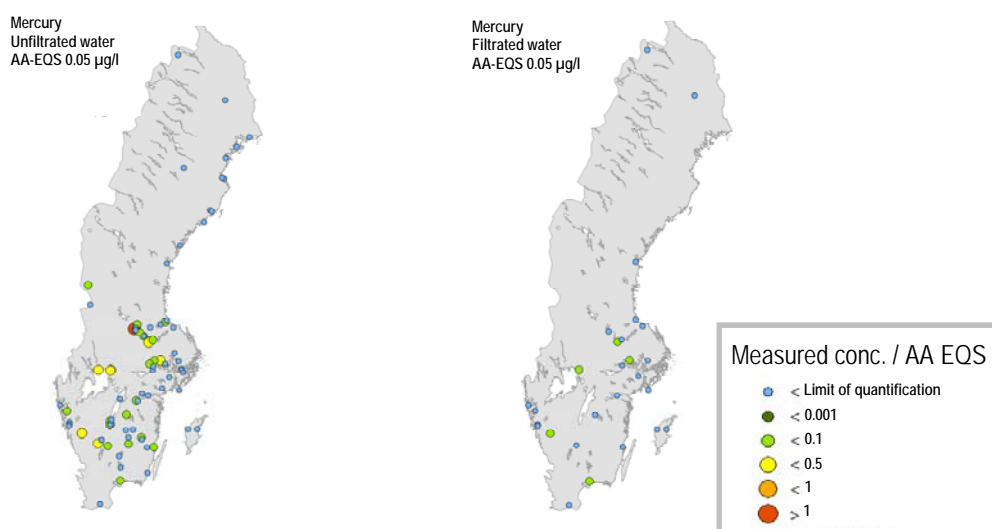 Mercury
Unfiltrated water
AA-EQS 0.05 µg/l
Mercury
Filtrated water
AA-EQS 0.05 µg/l
Measured conc. / AA EQS
< Limit of quantification
< 0.001
< 0.1
< 0.5
< 1
> 1